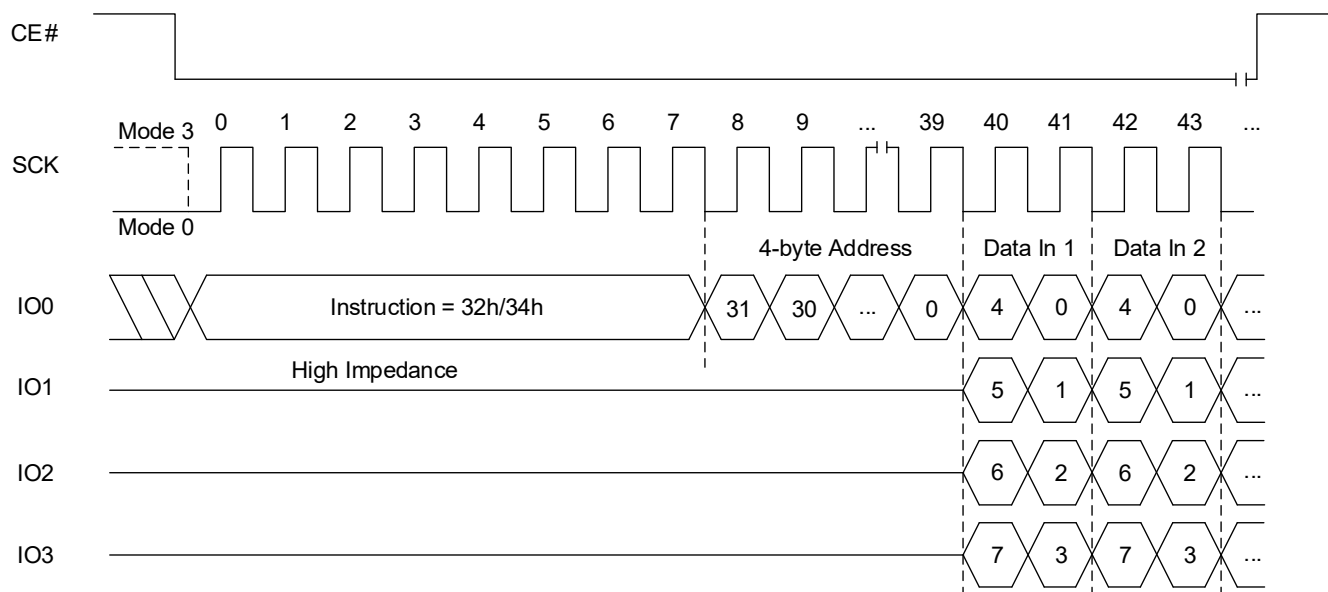 CE#
Mode 3 0 1 2 3 4 5 6 7 8 9 ... 39 40 41 42 43 ...
SCK
Mode 0
4-byte Address Data In 1 Data In 2
IO0 Instruction = 32h/34h 31 30 ... 0 4 0 4 0 ...
High Impedance
IO1 5 1 5 1 ...
IO2 6 2 6 2 ...
IO3 7 3 7 3 ...